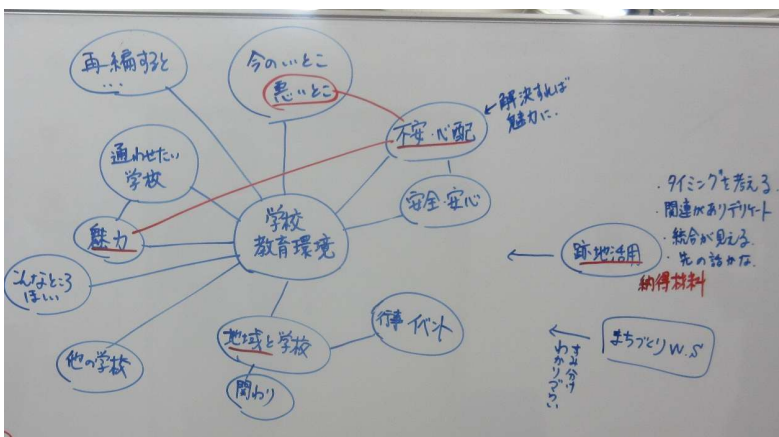 再編すると
…
今のいいとこ
悪いとこ
不安・心配
解決すれば
魅力に.
通わせたい
学校
安全・安心
魅力
学校
教育環境
こんなところ
ほしい
他の学校
地域と学校
関わり
行事・イベント
跡地活用
・タイミングを考える
・関連がありデリケート
・統合が見える.
・先の話かな.
納得材料
まちづくりW.S
すみ分け
わかりづらい